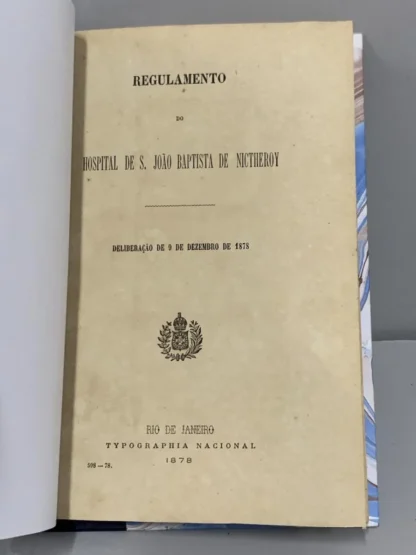 REGULAMENTO
DO
HOSPITAL DE S. JOÃO BAPTISTA DE NICTHEROY
DELIBERAÇÃO DE 9 DE DEZEMBRO DE 1878
RIO DE JANEIRO
TYPOGRAPHIA NACIONAL
1878